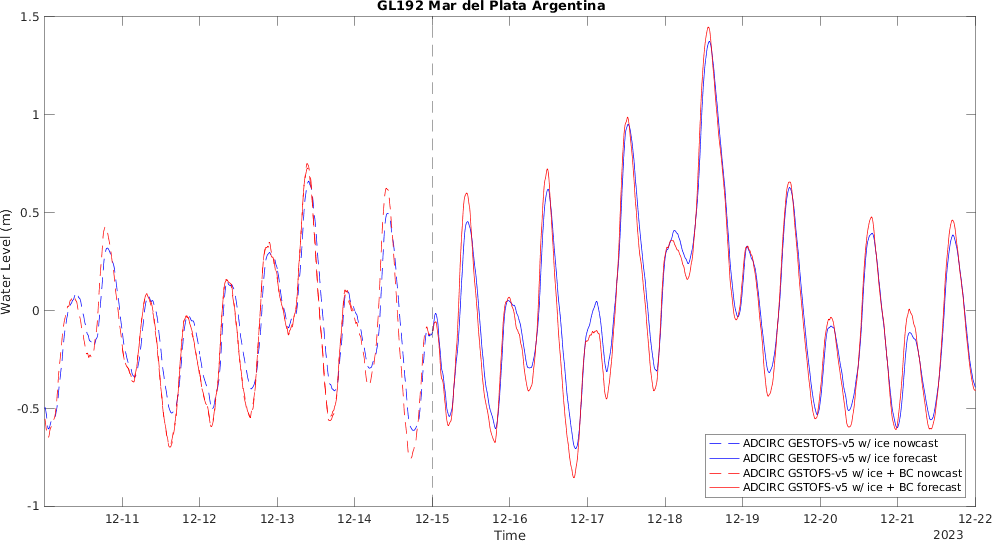 GL192 Mar del Plata Argentina
1.5
1
0.5
0
-0.5
-1
Water Level (m)
12-11 12-12 12-13 12-14 12-15 12-16 12-17 12-18 12-19 12-20 12-21 12-22
Time
2023
ADCIRC GESTOFS-v5 w/ ice nowcast
ADCIRC GESTOFS-v5 w/ ice forecast
ADCIRC GSTOFS-v5 w/ ice + BC nowcast
ADCIRC GSTOFS-v5 w/ ice + BC forecast